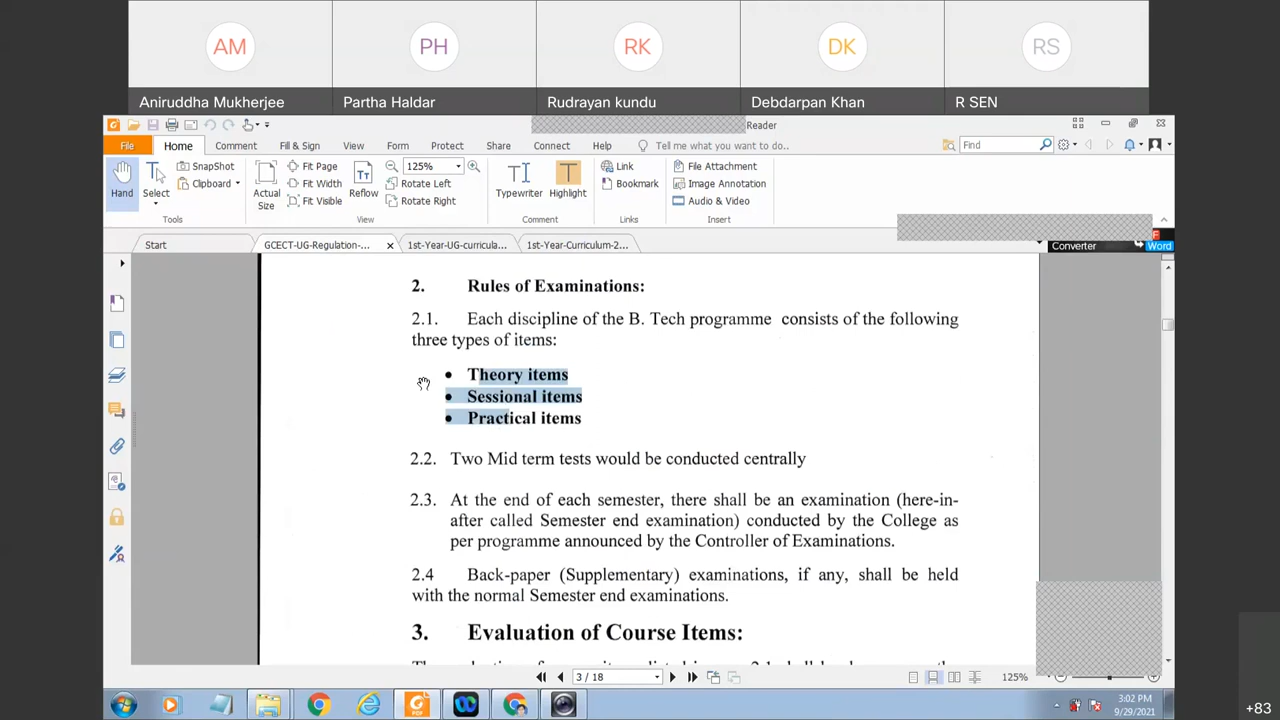 AM
PH
RK
DK
RS
Aniruddha Mukherjee
Partha Haldar
Rudrayan kundu
Debdarpan Khan
R SEN
Reader
File
Home
Comment
Fill & Sign
View
Form
Protect
Share
Connect
Help
Tell me what you want to do..
Find
Hand
Select
SnapShot
Clipboard
Tools
Actual Size
Fit Page
Fit Width
Fit Visible
Reflow
125%
Rotate Left
Rotate Right
View
Typewriter
Highlight
Comment
Link
Bookmark
Links
File Attachment
Image Annotation
Audio & Video
Insert
Start
GCECT-UG-Regulation-...
1st-Year-UG-curricula...
1st-Year-Curriculum-2...
Converter
Word
2. Rules of Examinations:
2.1. Each discipline of the B. Tech programme consists of the following
three types of items:
• Theory items
• Sessional items
• Practical items
2.2. Two Mid term tests would be conducted centrally
2.3. At the end of each semester, there shall be an examination (here-in-
after called Semester end examination) conducted by the College as
per programme announced by the Controller of Examinations.
2.4 Back-paper (Supplementary) examinations, if any, shall be held
with the normal Semester end examinations.
3. Evaluation of Course Items:
3 / 18
125%
3:02 PM
9/29/2021
+83